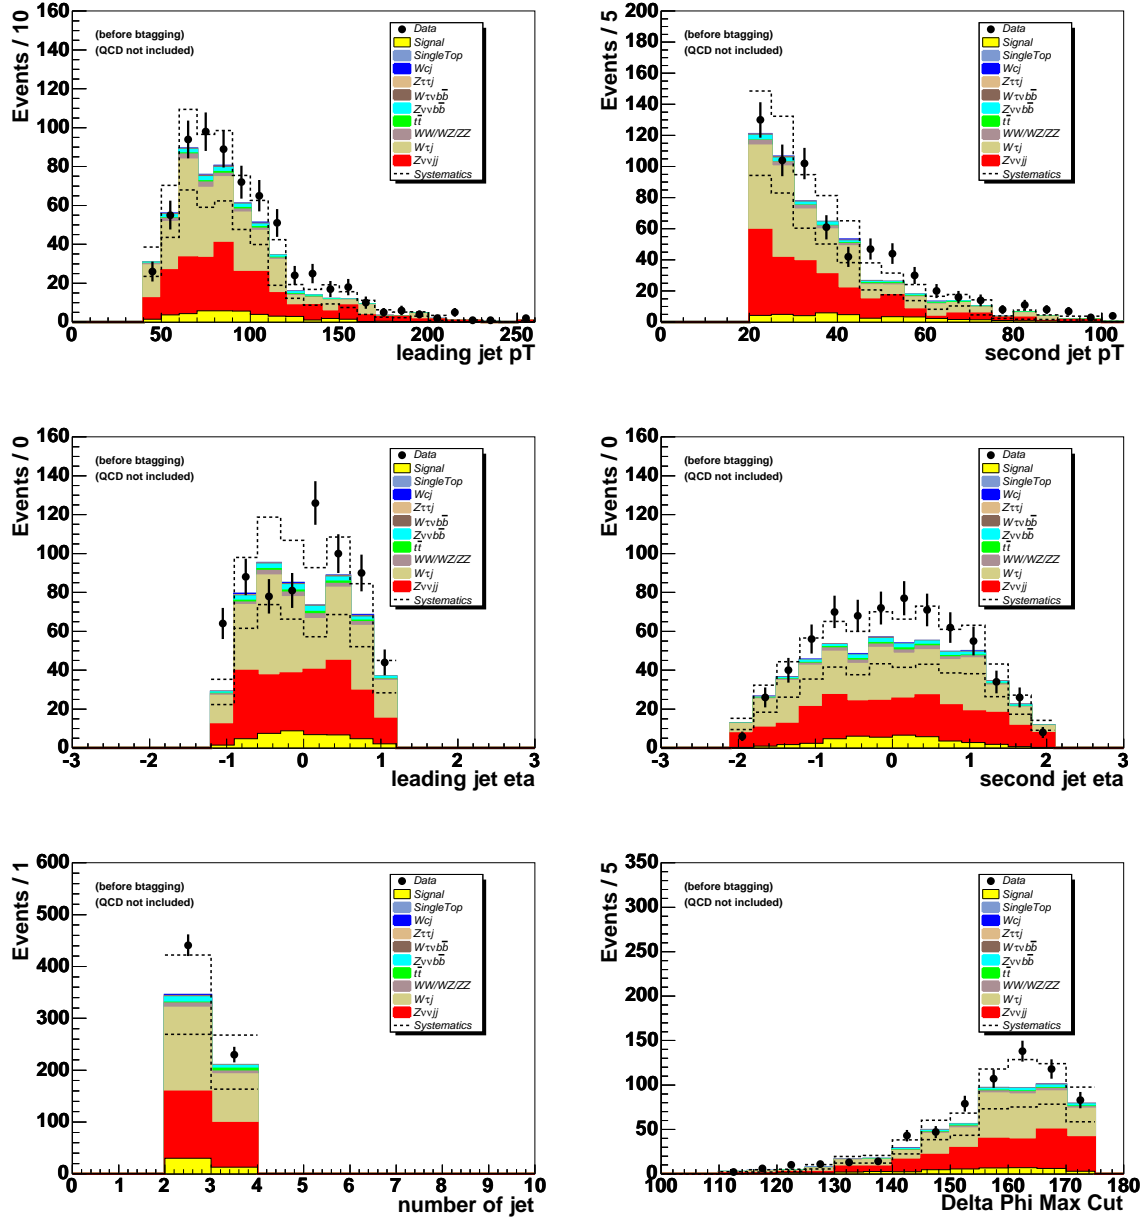 Events / 10
160
140
120
100
80
60
40
20
0
(before btagging)
(QCD not included)
Data
Signal
SingleTop
Wcj
Zττj
Wτνbb̅
Zννbb̅
tt̅
WW/WZ/ZZ
Wτj
Zννjj
Systematics
0 50 100 150 200 250
leading jet pT
Events / 5
200
180
160
140
120
100
80
60
40
20
0
(before btagging)
(QCD not included)
Data
Signal
SingleTop
Wcj
Zττj
Wτνbb̅
Zννbb̅
tt̅
WW/WZ/ZZ
Wτj
Zννjj
Systematics
0 20 40 60 80 100
second jet pT
Events / 0
160
140
120
100
80
60
40
20
0
(before btagging)
(QCD not included)
Data
Signal
SingleTop
Wcj
Zττj
Wτνbb̅
Zννbb̅
tt̅
WW/WZ/ZZ
Wτj
Zννjj
Systematics
-3 -2 -1 0 1 2 3
leading jet eta
Events / 0
160
140
120
100
80
60
40
20
0
(before btagging)
(QCD not included)
Data
Signal
SingleTop
Wcj
Zττj
Wτνbb̅
Zννbb̅
tt̅
WW/WZ/ZZ
Wτj
Zννjj
Systematics
-3 -2 -1 0 1 2 3
second jet eta
Events / 1
600
500
400
300
200
100
0
(before btagging)
(QCD not included)
Data
Signal
SingleTop
Wcj
Zττj
Wτνbb̅
Zννbb̅
tt̅
WW/WZ/ZZ
Wτj
Zννjj
Systematics
0 1 2 3 4 5 6 7 8 9 10
number of jet
Events / 5
350
300
250
200
150
100
50
0
(before btagging)
(QCD not included)
Data
Signal
SingleTop
Wcj
Zττj
Wτνbb̅
Zννbb̅
tt̅
WW/WZ/ZZ
Wτj
Zννjj
Systematics
100 110 120 130 140 150 160 170 180
Delta Phi Max Cut